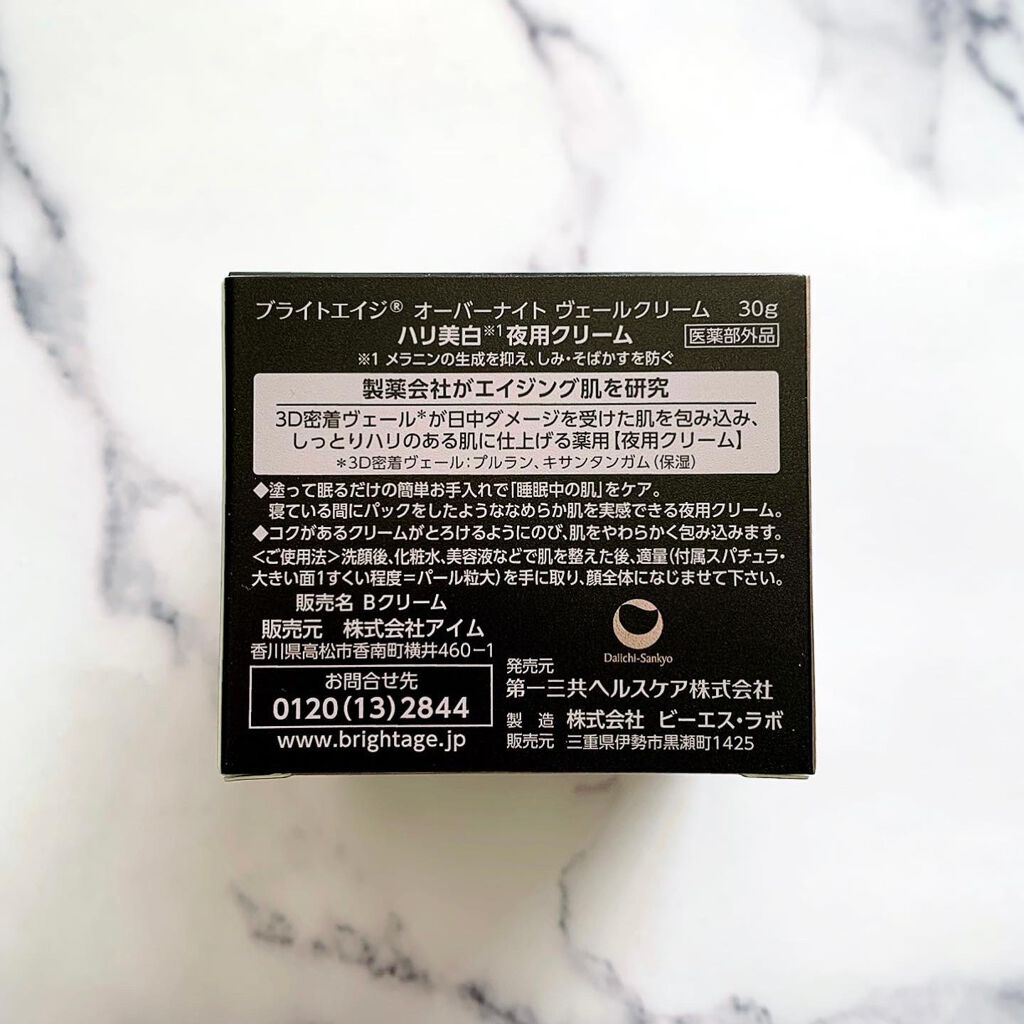 ブライトエイジ® オーバーナイト ヴェールクリーム 30g
ハリ美白※1夜用クリーム 医薬部外品
※1 メラニンの生成を抑え、しみ・そばかすを防ぐ
製薬会社がエイジング肌を研究
3D密着ヴェール*が日中ダメージを受けた肌を包み込み、
しっとりハリのある肌に仕上げる薬用【夜用クリーム】
*3D密着ヴェール:プルラン、キサンタンガム(保湿)
◆塗って眠るだけの簡単お手入れで「睡眠中の肌」をケア。
寝ている間にパックをしたようななめらか肌を実感できる夜用クリーム。
◆コクがあるクリームがとろけるようにのび、肌をやわらかく包み込みます。
<ご使用法>洗顔後、化粧水、美容液などで肌を整えた後、適量(付属スパチュラ・
大きい面1すくい程度=パール粒大)を手に取り、顔全体になじませて下さい。
販売名 Bクリーム
販売元 株式会社アイム
香川県高松市香南町横井460-1
お問合せ先
0120(13)2844
www.brightage.jp
Daiichi-Sankyo
発売元
第一三共ヘルスケア株式会社
製造 株式会社 ビーエス・ラボ
販売元 三重県伊勢市黒瀬町1425